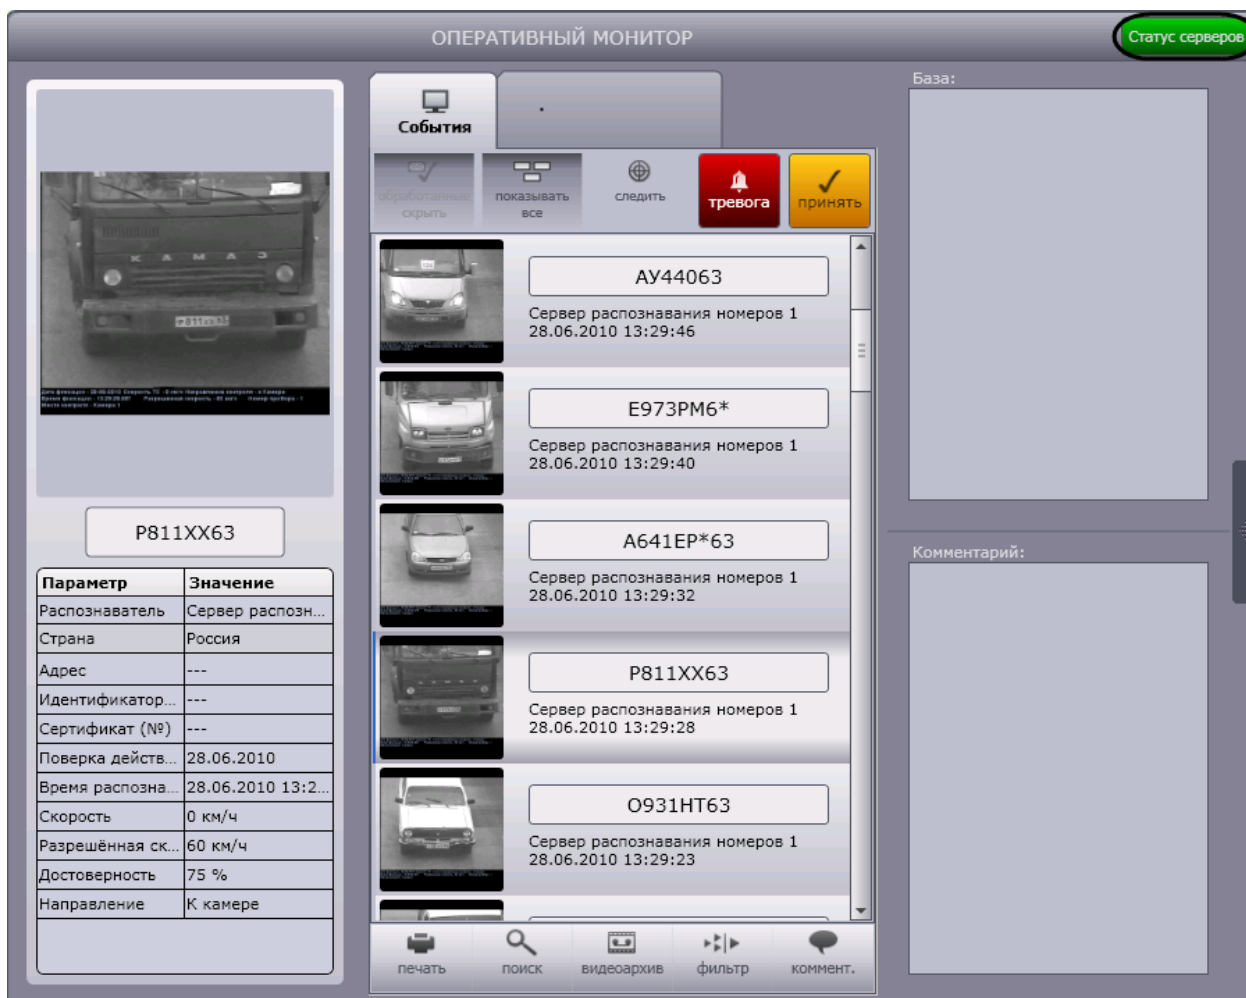 ОПЕРАТИВНЫЙ МОНИТОР
Статус серверов
КАМАЗ
Р811ХХ63
Параметр Значение
Распознаватель Сервер распозн...
Страна Россия
Адрес ---
Идентификатор... ---
Сертификат (№) ---
Поверка действ... 28.06.2010
Время распозна... 28.06.2010 13:2...
Скорость 0 км/ч
Разрешённая ск... 60 км/ч
Достоверность 75 %
Направление К камере
События
.
обработанные
скрыть
показывать
все
следить
тревога
принять
АУ44063
Сервер распознавания номеров 1
28.06.2010 13:29:46
Е973РМ6*
Сервер распознавания номеров 1
28.06.2010 13:29:40
А641ЕР*63
Сервер распознавания номеров 1
28.06.2010 13:29:32
Р811ХХ63
Сервер распознавания номеров 1
28.06.2010 13:29:28
О931НТ63
Сервер распознавания номеров 1
28.06.2010 13:29:23
печать
поиск
видеоархив
фильтр
коммент.
База:
Комментарий: